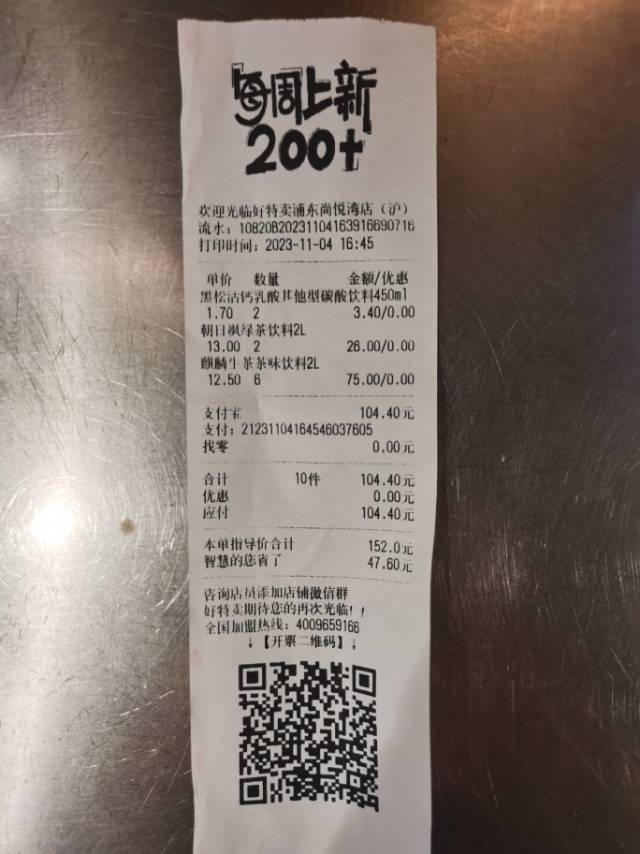 「每周上新
200+」
欢迎光临好特卖浦东尚悦湾店（沪）
流水：10820B20231104163916690716
打印时间：2023-11-04 16:45
单价 数量 金额/优惠
黑松沽钙乳酸其他型碳酸饮料450ml
1.70 2 3.40/0.00
朝日飒绿茶饮料2L
13.00 2 26.00/0.00
麒麟生茶茶味饮料2L
12.50 6 75.00/0.00
支付宝 104.40元
支付：21231104164546037605
找零 0.00元
合计 10件 104.40元
优惠 0.00元
应付 104.40元
本单指导价合计 152.0元
智慧的您省了 47.60元
咨询店员添加店铺微信群
好特卖期待您的再次光临！！
全国加盟热线：4009659166
↓【开票二维码】↓